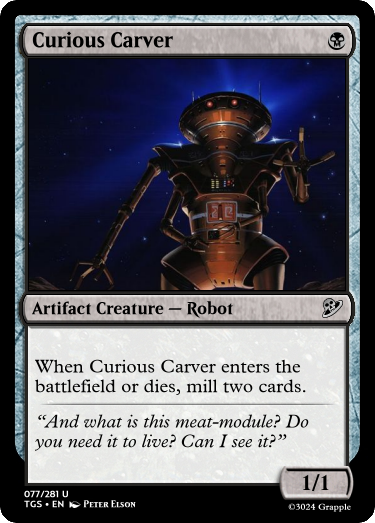 Curious Carver
Artifact Creature — Robot
When Curious Carver enters the
battlefield or dies, mill two cards.
“And what is this meat-module? Do
you need it to live? Can I see it?”
1/1
077/281 U
TGS • EN Peter Elson
©3024 Grapple